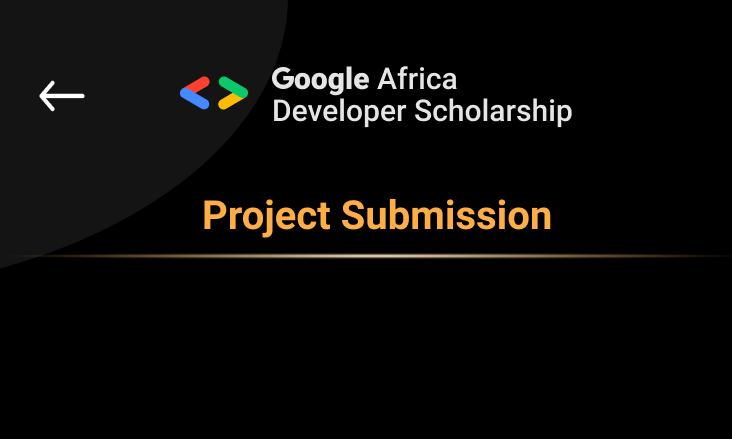 Google Africa
Developer Scholarship
Project Submission